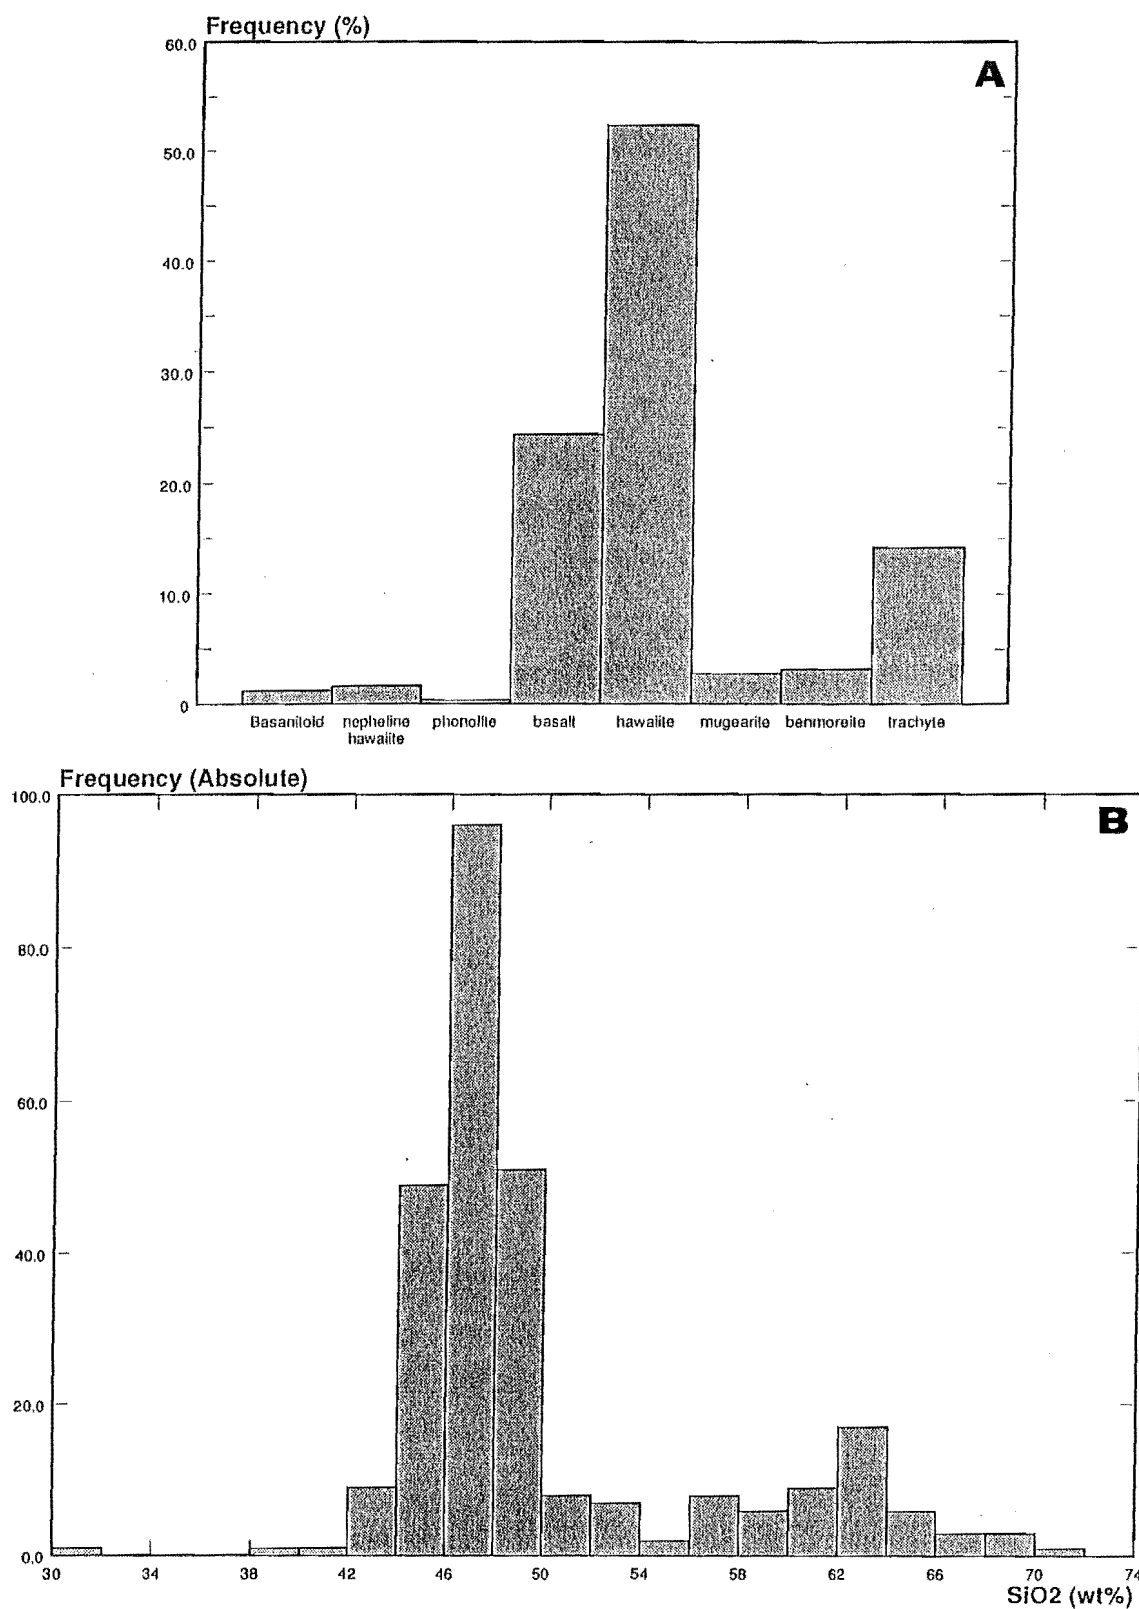 Frequency (%)
60.0
A
50.0
40.0
30.0
20.0
10.0
0
Basanitoid nepheline phonolite basalt hawaiite mugearite benmoreite trachyte
hawaiite
Frequency (Absolute)
100.0
B
80.0
60.0
40.0
20.0
0.0
30 34 38 42 46 50 54 58 62 66 70 74
SiO2 (wt%)